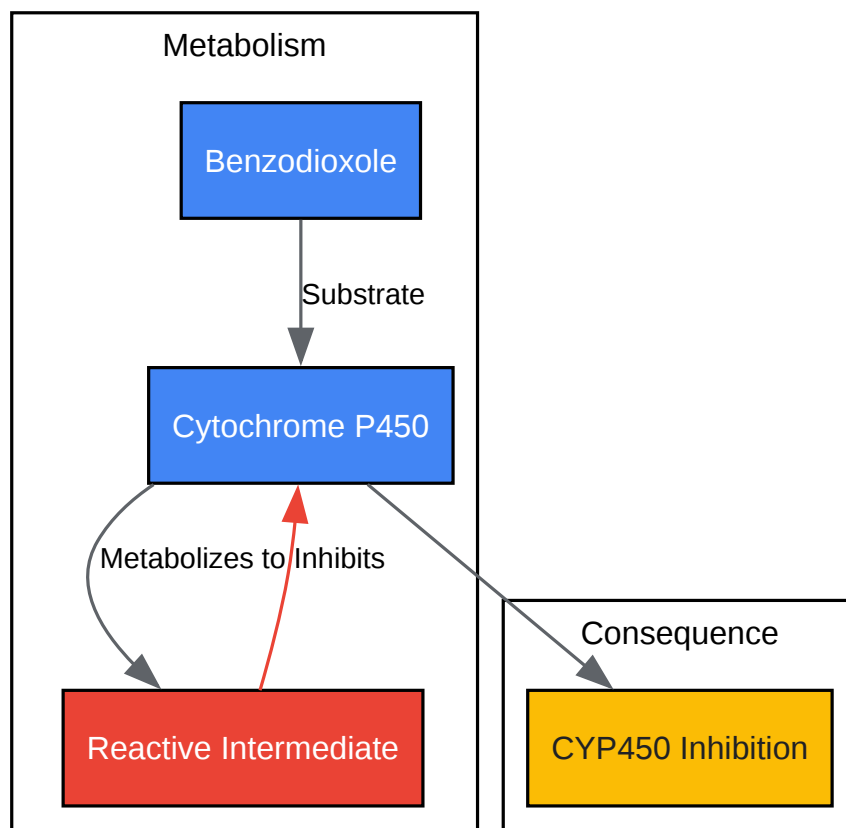 Metabolism
Benzodioxole
Substrate
Cytochrome P450
Metabolizes to
Inhibits
Consequence
Reactive Intermediate
CYP450 Inhibition